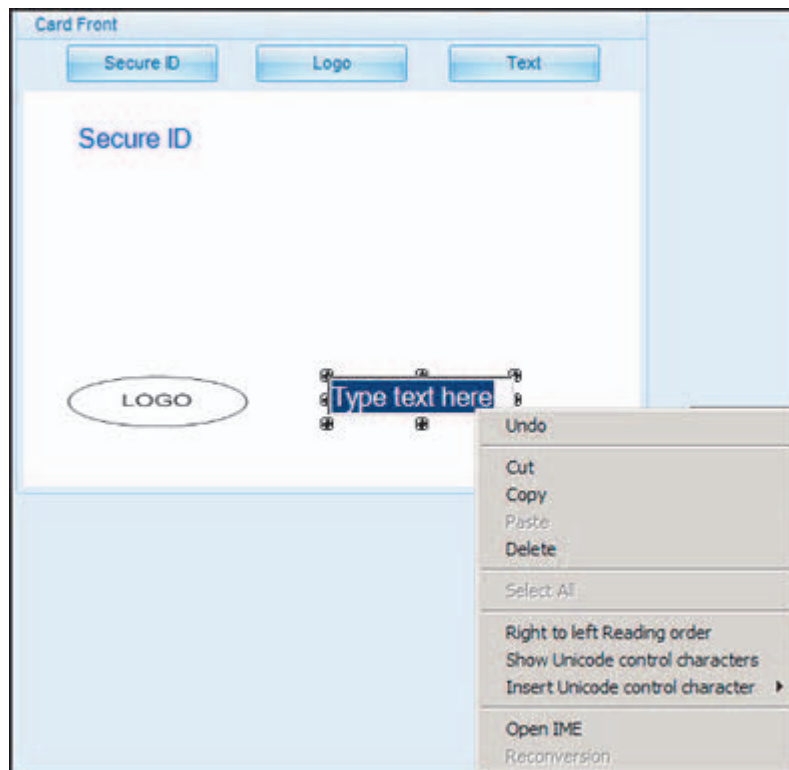 Card Front
Secure ID Logo Text
Secure ID
LOGO
Type text here
Undo
Cut
Copy
Paste
Delete
Select All
Right to left Reading order
Show Unicode control characters
Insert Unicode control character
Open IME
Reconversion